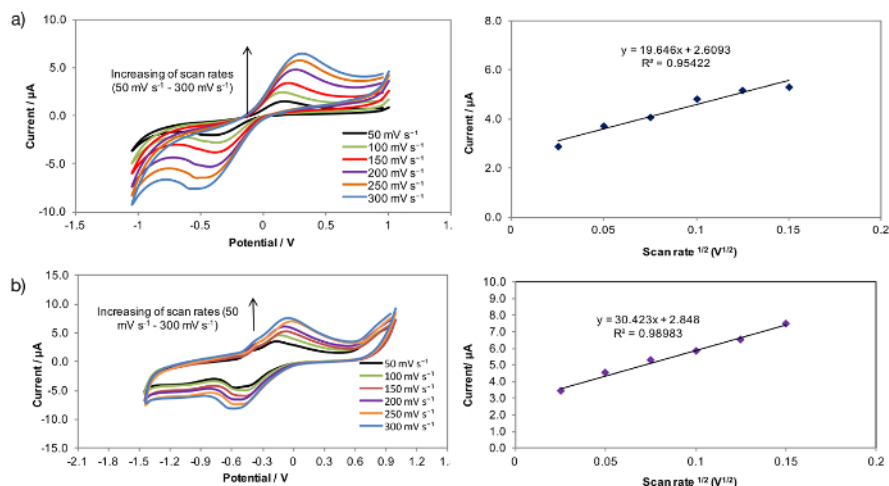 a)
10.0
5.0
0.0
-5.0
-10.0
Current / µA
Increasing of scan rates
(50 mV s⁻¹ - 300 mV s⁻¹)
50 mV s⁻¹
100 mV s⁻¹
150 mV s⁻¹
200 mV s⁻¹
250 mV s⁻¹
300 mV s⁻¹
-1.5 -1 -0.5 0 0.5 1 1.
Potential / V
8.0
6.0
4.0
2.0
0.0
Current / µA
y = 19.646x + 2.6093
R² = 0.95422
0 0.05 0.1 0.15 0.2
Scan rate ¹/² (V¹/²)
b)
15.0
10.0
5.0
0.0
-5.0
-10.0
15.0
Current / µA
Increasing of scan rates (50
mV s⁻¹ - 300 mV s⁻¹)
50 mV s⁻¹
100 mV s⁻¹
150 mV s⁻¹
200 mV s⁻¹
250 mV s⁻¹
300 mV s⁻¹
-2.1 -1.8 -1.5 -1.2 -0.9 -0.6 -0.3 0 0.3 0.6 0.9 1.
Potential / V
10.0
9.0
8.0
7.0
6.0
5.0
4.0
3.0
2.0
1.0
0.0
Current/ µA
y = 30.423x + 2.848
R² = 0.98983
0 0.05 0.1 0.15 0.2
Scan rate ¹/² (V¹/²)